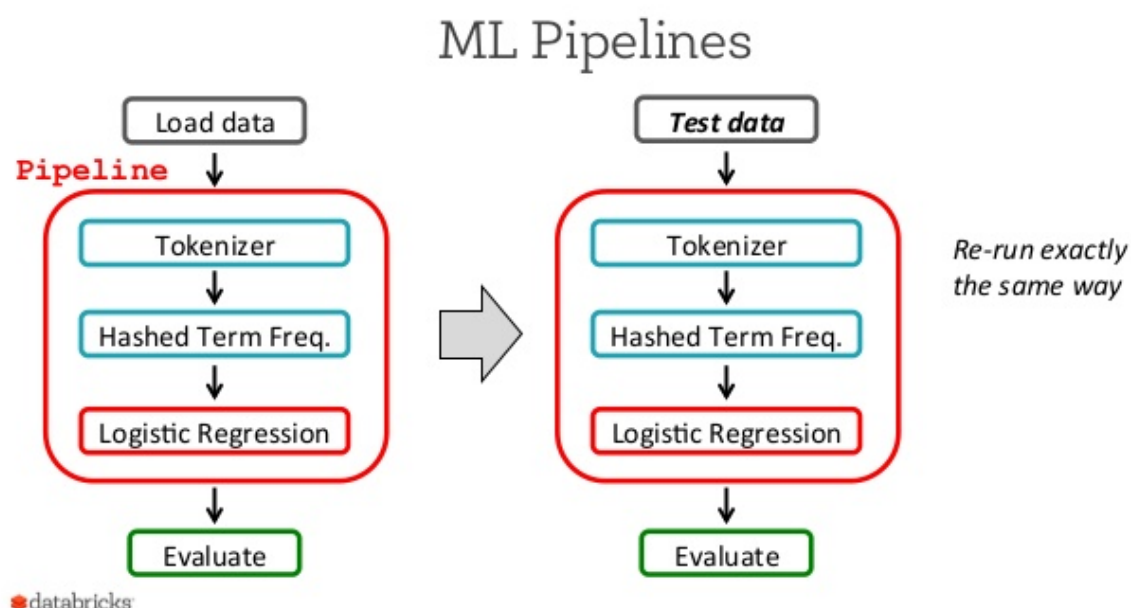 ML Pipelines
Load data
Pipeline
Tokenizer
Hashed Term Freq.
Logistic Regression
Evaluate
Test data
Tokenizer
Hashed Term Freq.
Logistic Regression
Evaluate
Re-run exactly
the same way
databricks